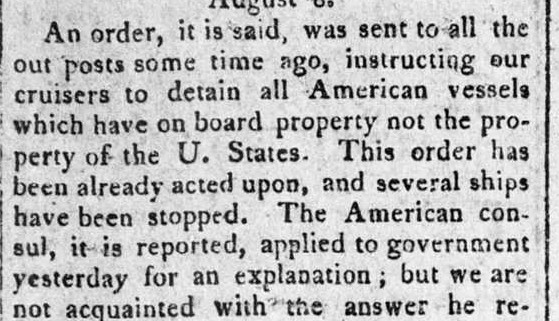 August 8.
An order, it is said, was sent to all the
out posts some time ago, instructing our
cruisers to detain all American vessels
which have on board property not the pro-
perty of the U. States. This order has
been already acted upon, and several ships
have been stopped. The American con-
sul, it is reported, applied to government
yesterday for an explanation; but we are
not acquainted with the answer he re-